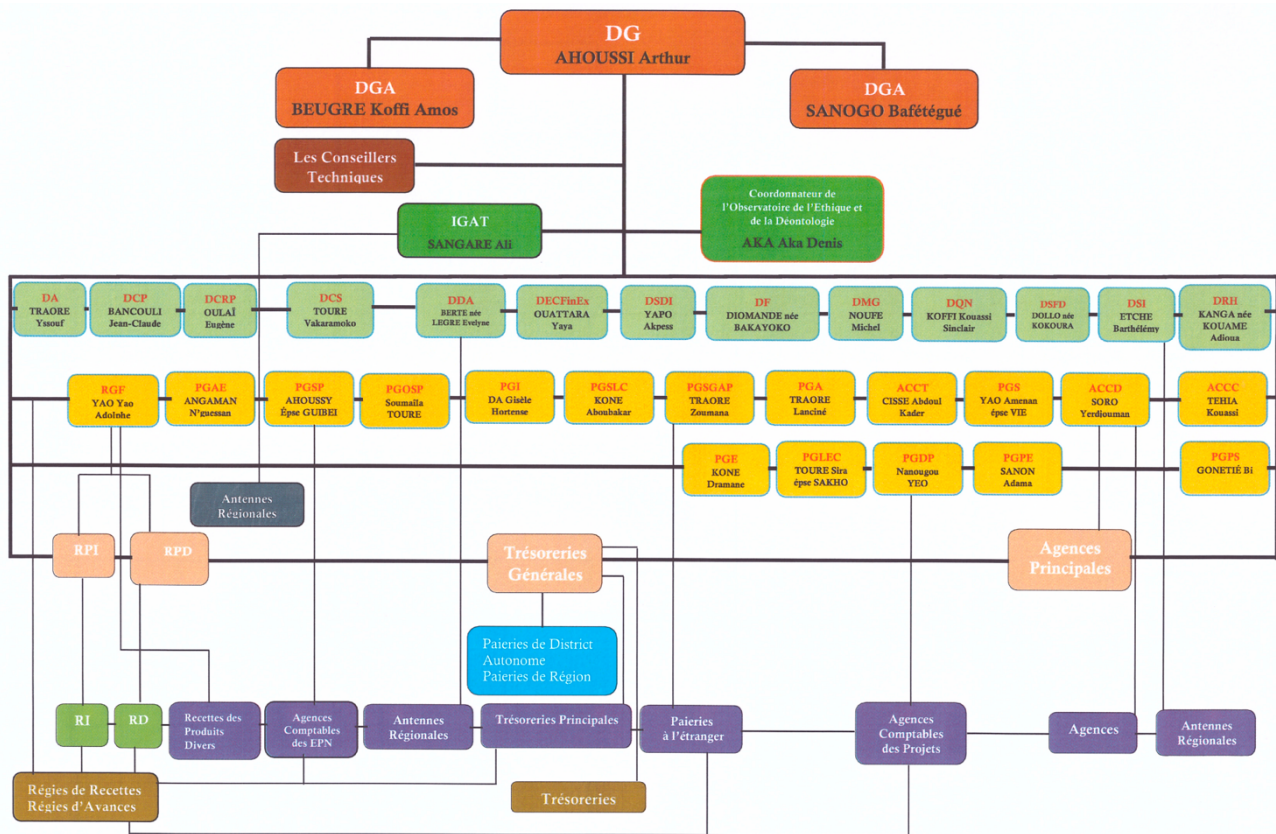 DG
AHOUSSI Arthur
DGA
BEUGRE Koffi Amos
DGA
SANOGO Bafétégué
Les Conseillers
Techniques
IGAT
SANGARE Ali
Coordonnateur de
l'Observatoire de l'Ethique et
de la Déontologie
AKA Aka Denis
DA
TRAORE
Yssouf
DCP
BANCOULI
Jean-Claude
DCRP
OULAÏ
Eugène
DCS
TOURE
Vakaramoko
DDA
BERTE née
LEGRE Evelyne
DECFinEx
OUATTARA
Yaya
DSDI
YAPO
Akpess
DF
DIOMANDE née
BAKAYOKO
DMG
NOUFE
Michel
DQN
KOFFI Kouassi
Sinclair
DSFD
DOLLO née
KOKOURA
DSI
ETCHE
Barthélémy
DRH
KANGA née
KOUAME
Adioua
RGF
YAO Yao
Adolphe
PGAE
ANGAMAN
N'guessan
PGSP
AHOUSSY
Épse GUIBEI
PGOSP
Soumaïla
TOURE
PGI
DA Gisèle
Hortense
PGSLC
KONE
Aboubakar
PGSGAP
TRAORE
Zoumana
PGA
TRAORE
Lanciné
ACCT
CISSE Abdoul
Kader
PGS
YAO Amenan
épse VIE
ACCD
SORO
Yerdjouman
ACCC
TEHIA
Kouassi
PGE
KONE
Dramane
PGLEC
TOURE Sira
épse SAKHO
PGDP
Nanougou
YEO
PGPE
SANON
Adama
PGPS
GONETIÉ Bi
Antennes
Régionales
RPI
RPD
Trésoreries
Générales
Agences
Principales
Paieries de District
Autonome
Paieries de Région
RI
RD
Recettes des
Produits
Divers
Agences
Comptables
des EPN
Antennes
Régionales
Trésoreries Principales
Paieries
à l'étranger
Agences
Comptables
des Projets
Agences
Antennes
Régionales
Régies de Recettes
Régies d'Avances
Trésoreries